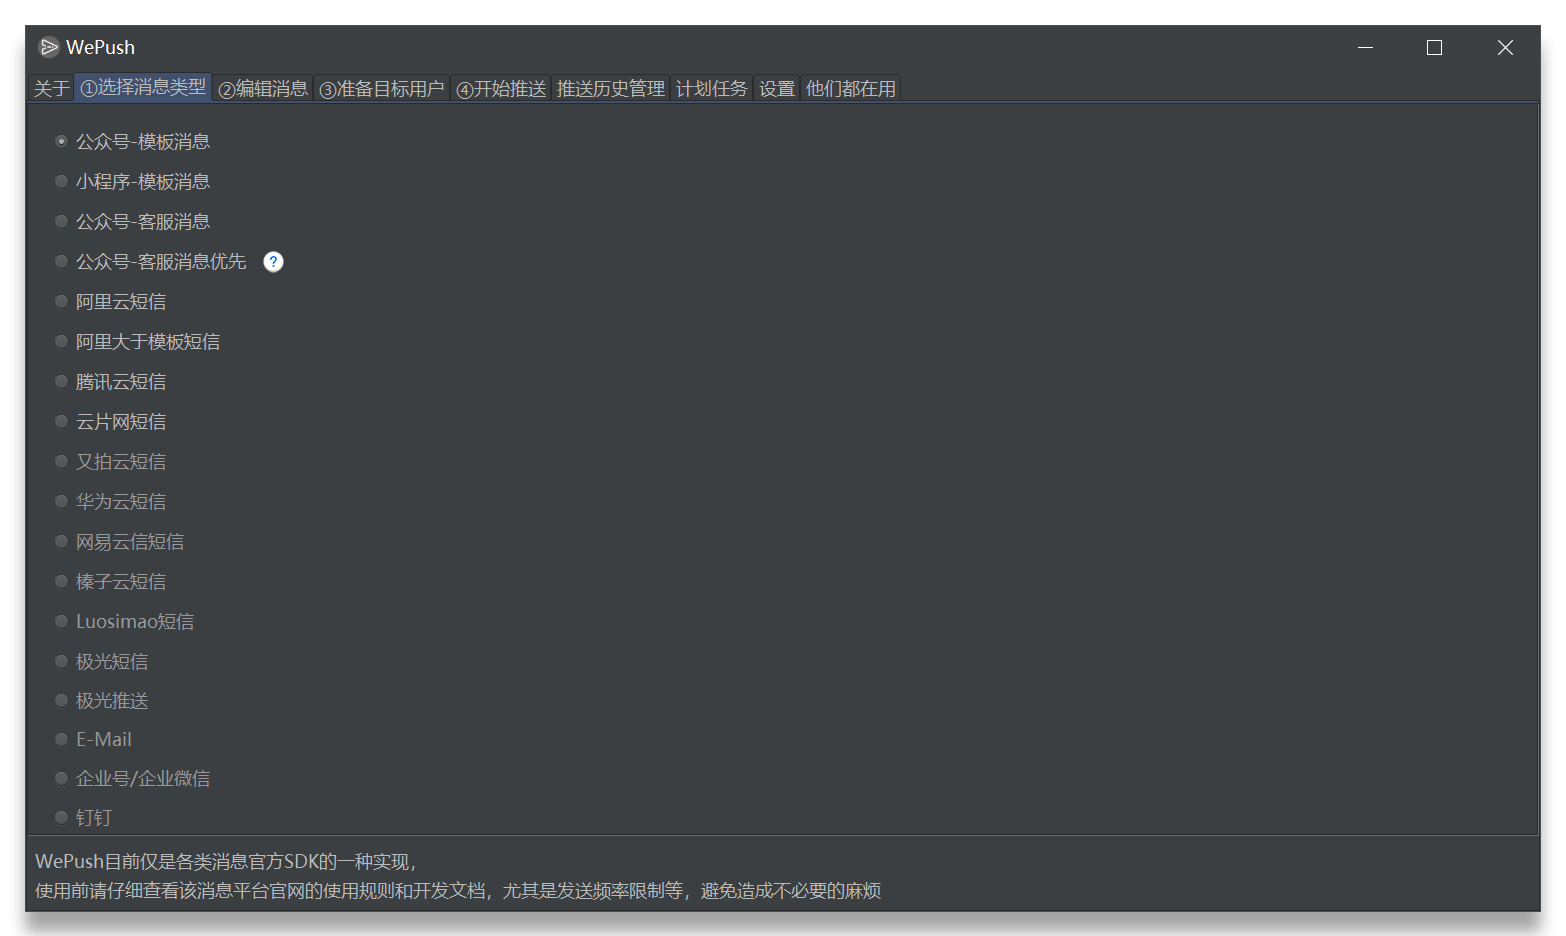 WePush
关于 ①选择消息类型 ②编辑消息 ③准备目标用户 ④开始推送 推送历史管理 计划任务 设置 他们都在用
公众号-模板消息
小程序-模板消息
公众号-客服消息
公众号-客服消息优先 ?
阿里云短信
阿里大于模板短信
腾讯云短信
云片网短信
又拍云短信
华为云短信
网易云信短信
榛子云短信
Luosimao短信
极光短信
极光推送
E-Mail
企业号/企业微信
钉钉
WePush目前仅是各类消息官方SDK的一种实现，
使用前请仔细查看该消息平台官网的使用规则和开发文档，尤其是发送频率限制等，避免造成不必要的麻烦